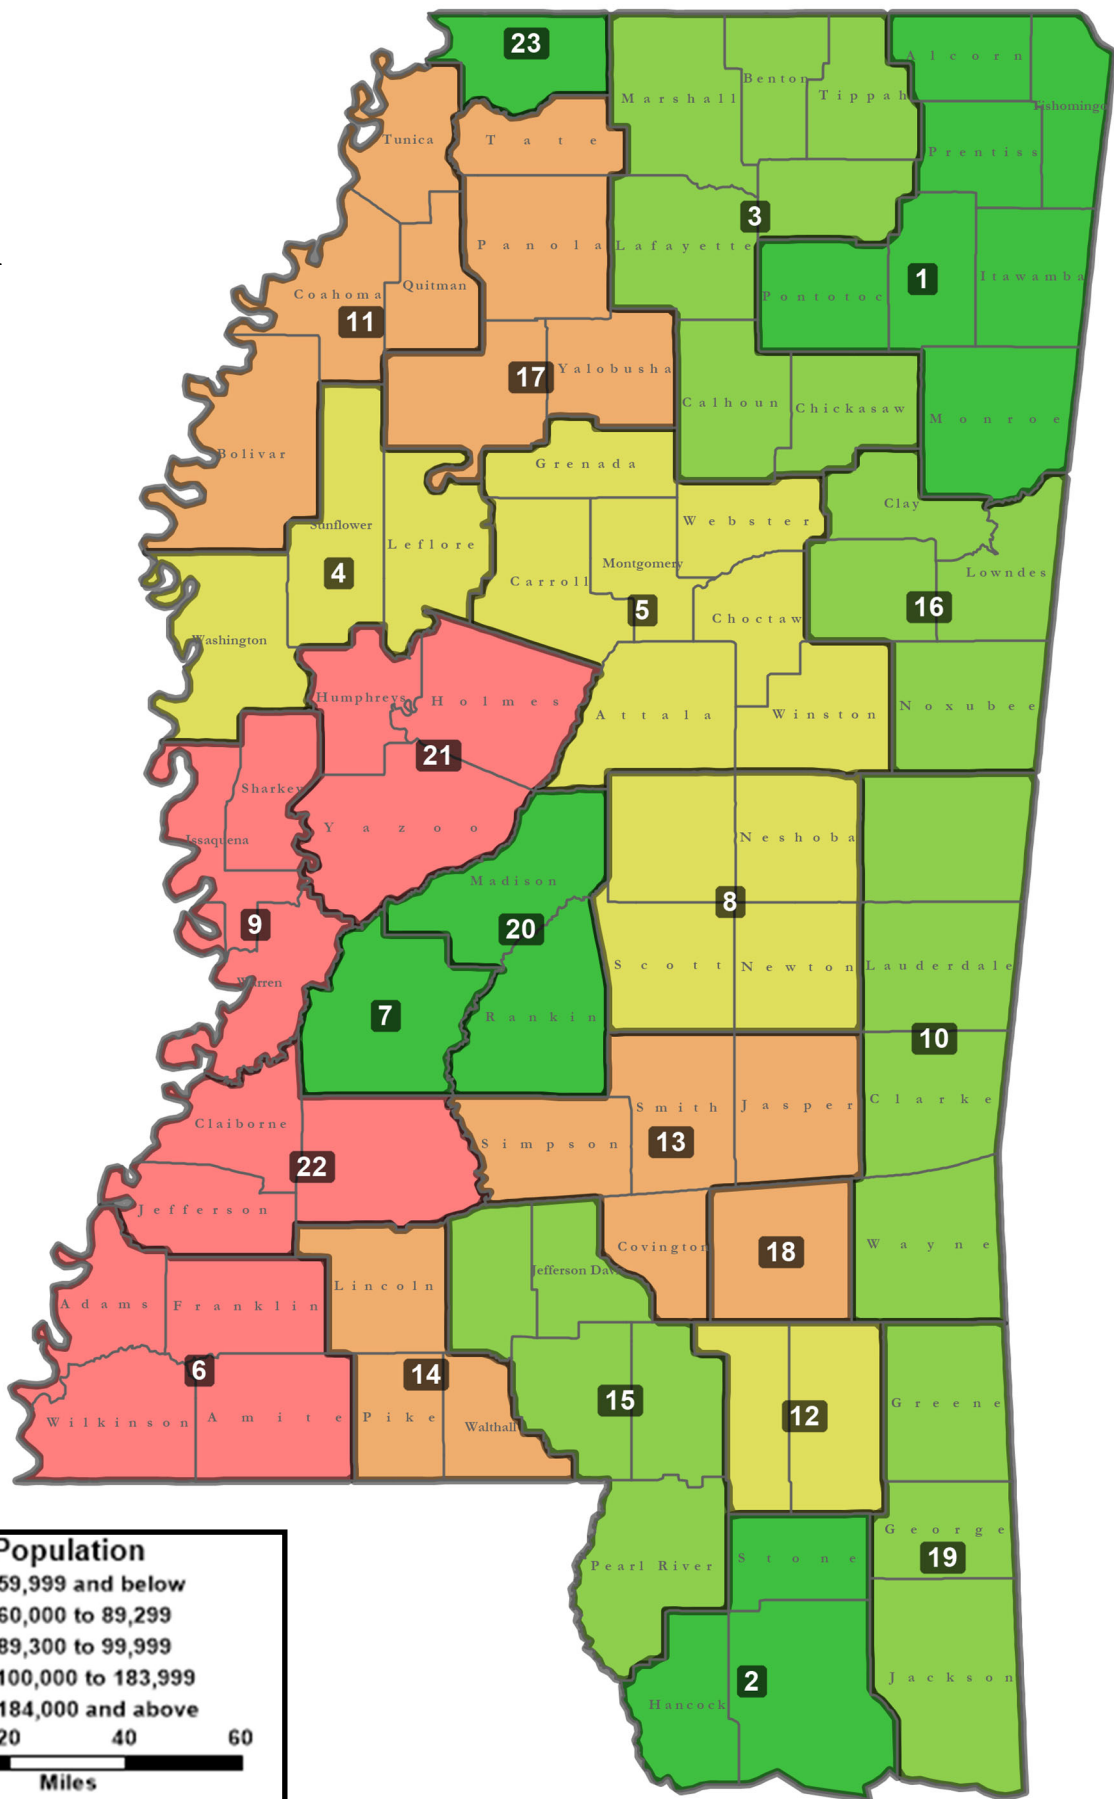 23
Alcorn
Benton
Marshall
Tippah
Tishomingo
Tunica
Tate
Prentiss
3
Panola
Lafayette
Itawamba
1
Quitman
Coahoma
Pontotoc
11
17
Yalobusha
Calhoun
Chickasaw
Monroe
Bolivar
Grenada
Clay
Sunflower
Webster
Leflore
Montgomery
Lowndes
4
Carroll
5
16
Choctaw
Washington
Humphreys
Holmes
Attala
Winston
Noxubee
21
Sharkey
Yazoo
Neshoba
Issaquena
Madison
8
9
20
Scott
Newton
Lauderdale
Warren
7
Rankin
10
Claiborne
Smith
Jasper
Clarke
Simpson
13
22
Jefferson
Covington
18
Wayne
Jefferson Dav
Lincoln
Adams
Franklin
6
14
15
Greene
Wilkinson
Amite
Pike
Walthall
12
George
Population
59,999 and below
60,000 to 89,299
89,300 to 99,999
100,000 to 183,999
184,000 and above
20 40 60
Miles
Pearl River
Stone
19
Jackson
2
Hancock